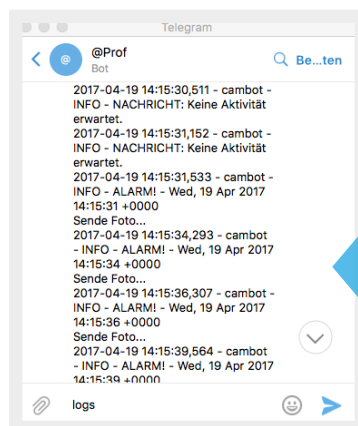 Telegram
@
@Prof
Bot
Be...ten
2017-04-19 14:15:30,511 - cambot -
INFO - NACHRICHT: Keine Aktivität
erwartet.
2017-04-19 14:15:31,152 - cambot -
INFO - NACHRICHT: Keine Aktivität
erwartet.
2017-04-19 14:15:31,533 - cambot -
INFO - ALARM! - Wed, 19 Apr 2017
14:15:31 +0000
Sende Foto...
2017-04-19 14:15:34,293 - cambot
- INFO - ALARM! - Wed, 19 Apr 2017
14:15:34 +0000
Sende Foto...
2017-04-19 14:15:36,307 - cambot -
INFO - ALARM! - Wed, 19 Apr 2017
14:15:36 +0000
Sende Foto...
2017-04-19 14:15:39,564 - cambot
- INFO - ALARM! - Wed, 19 Apr 2017
14:15:39 +0000
logs